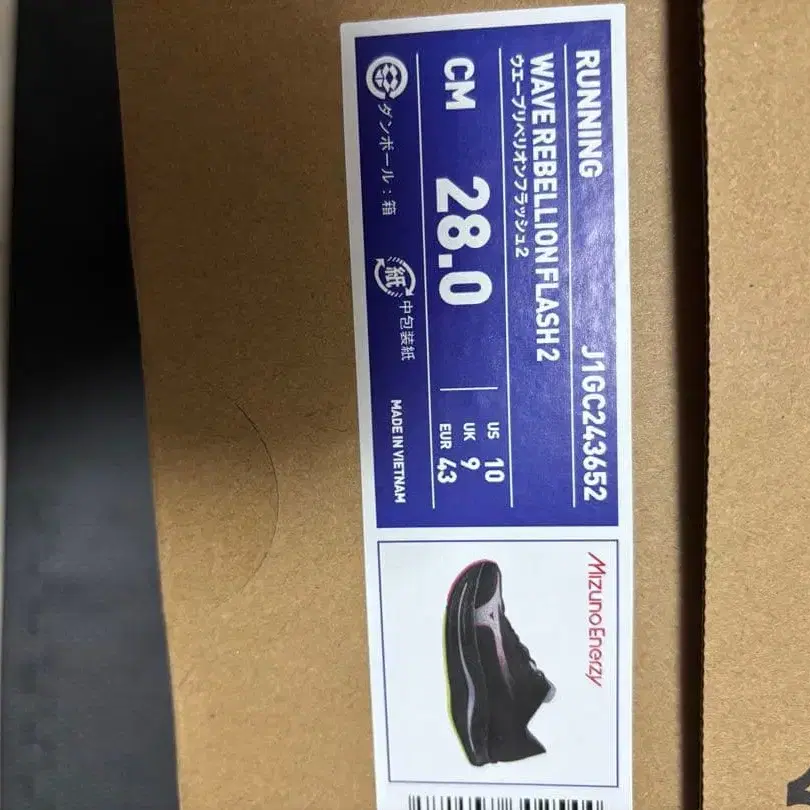 RUNNING J1GC243652
WAVE REBELLION FLASH 2
ウエーブリベリオンフラッシュ2
CM 28.0
US 10
UK 9
EUR 43
ダンボール：箱
紙 中包装紙
MADE IN VIETNAM
MIZUNO ENERZY